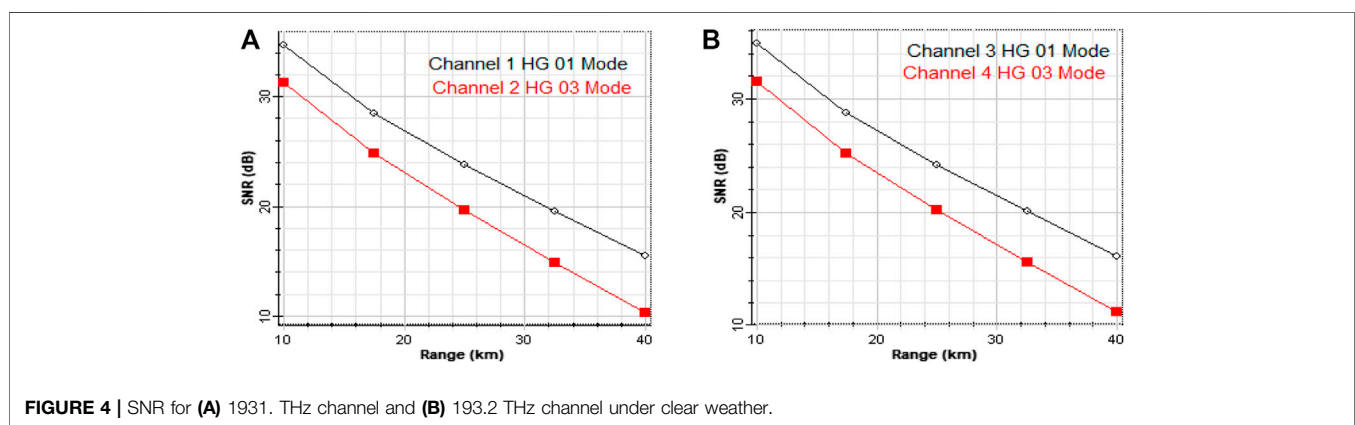 A
Channel 1 HG 01 Mode
Channel 2 HG 03 Mode
SNR (dB)
30
20
10
10 20 30 40
Range (km)
B
Channel 3 HG 01 Mode
Channel 4 HG 03 Mode
SNR (dB)
30
20
10
10 20 30 40
Range (km)
FIGURE 4 | SNR for (A) 1931. THz channel and (B) 193.2 THz channel under clear weather.